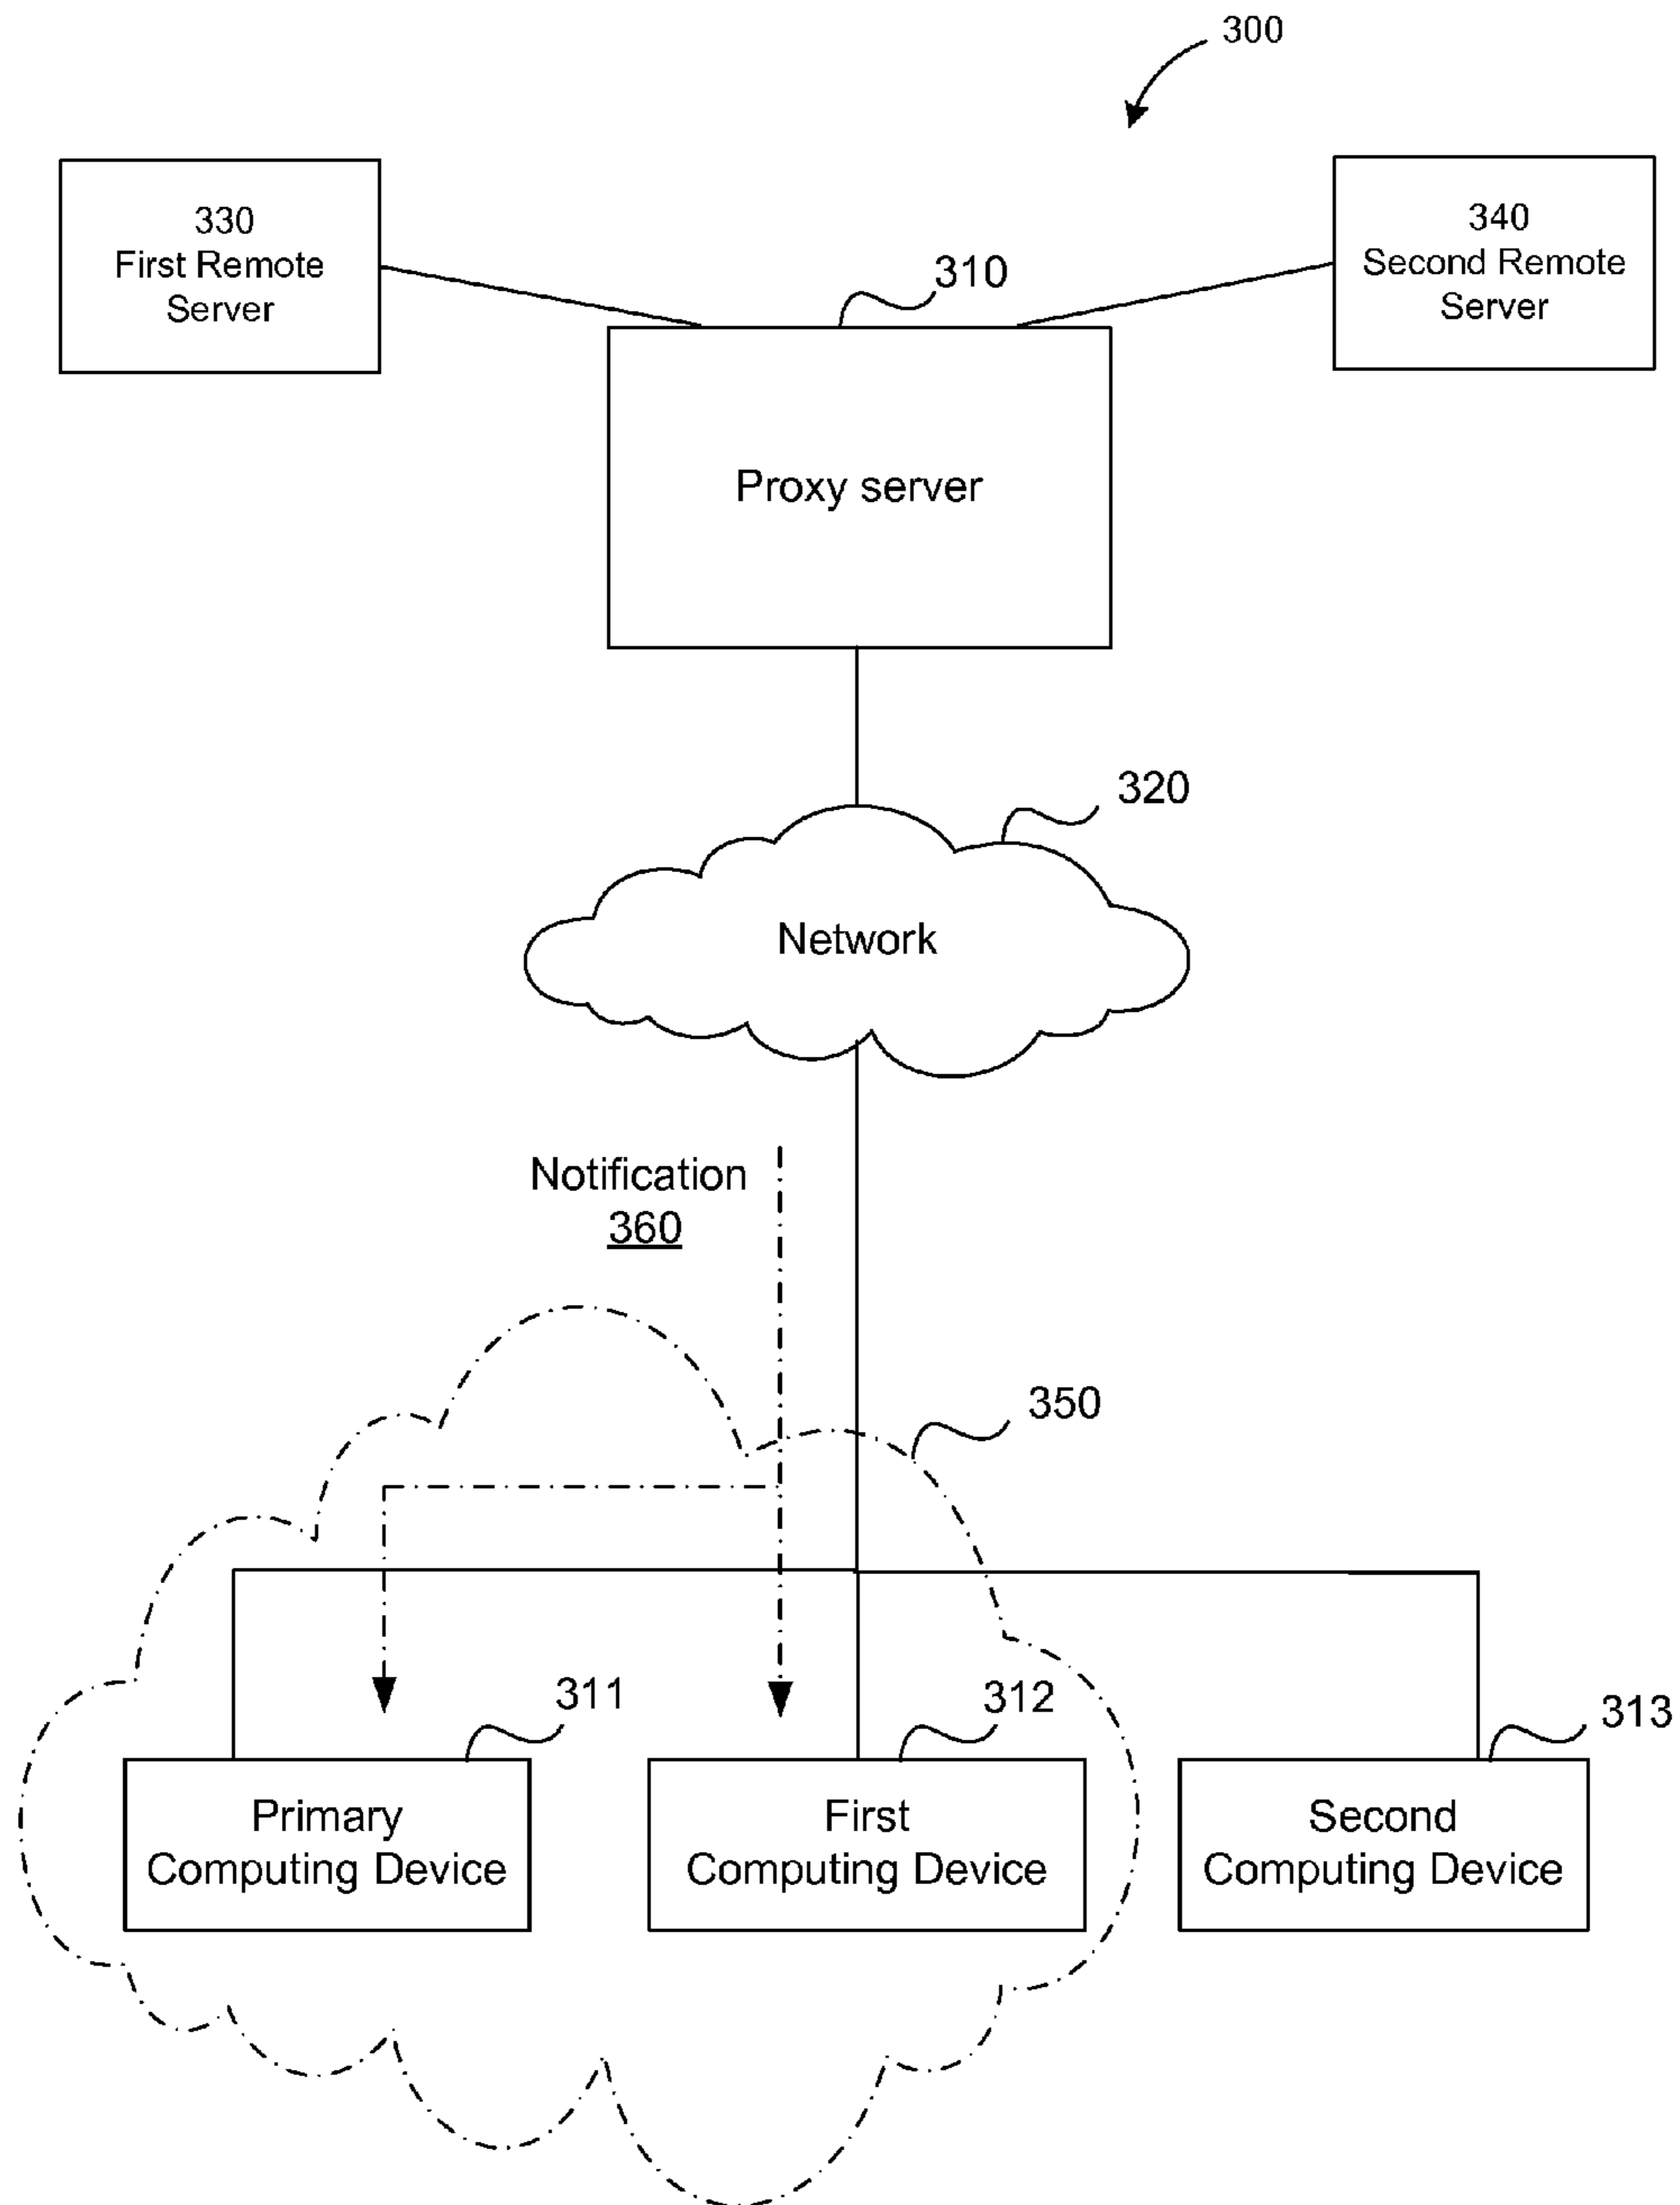 300
330
First Remote
Server
340
Second Remote
Server
310
Proxy server
320
Network
Notification
360
350
311
312
313
Primary
Computing Device
First
Computing Device
Second
Computing Device